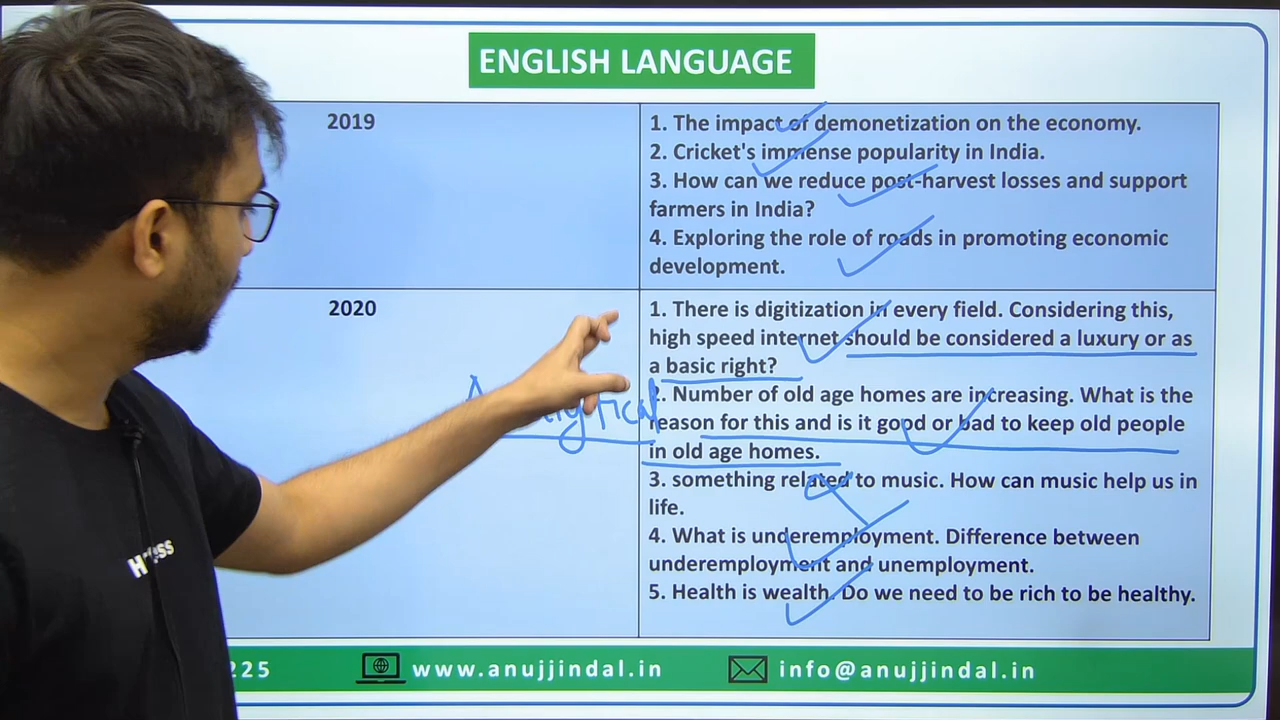 ENGLISH LANGUAGE
2019
1. The impact of demonetization on the economy.
2. Cricket's immense popularity in India.
3. How can we reduce post-harvest losses and support
farmers in India?
4. Exploring the role of roads in promoting economic
development.
2020
1. There is digitization in every field. Considering this,
high speed internet should be considered a luxury or as
a basic right?
2. Number of old age homes are increasing. What is the
reason for this and is it good or bad to keep old people
in old age homes.
3. something related to music. How can music help us in
life.
4. What is underemployment. Difference between
underemployment and unemployment.
5. Health is wealth. Do we need to be rich to be healthy.
225
www.anujjindal.in
info@anujjindal.in